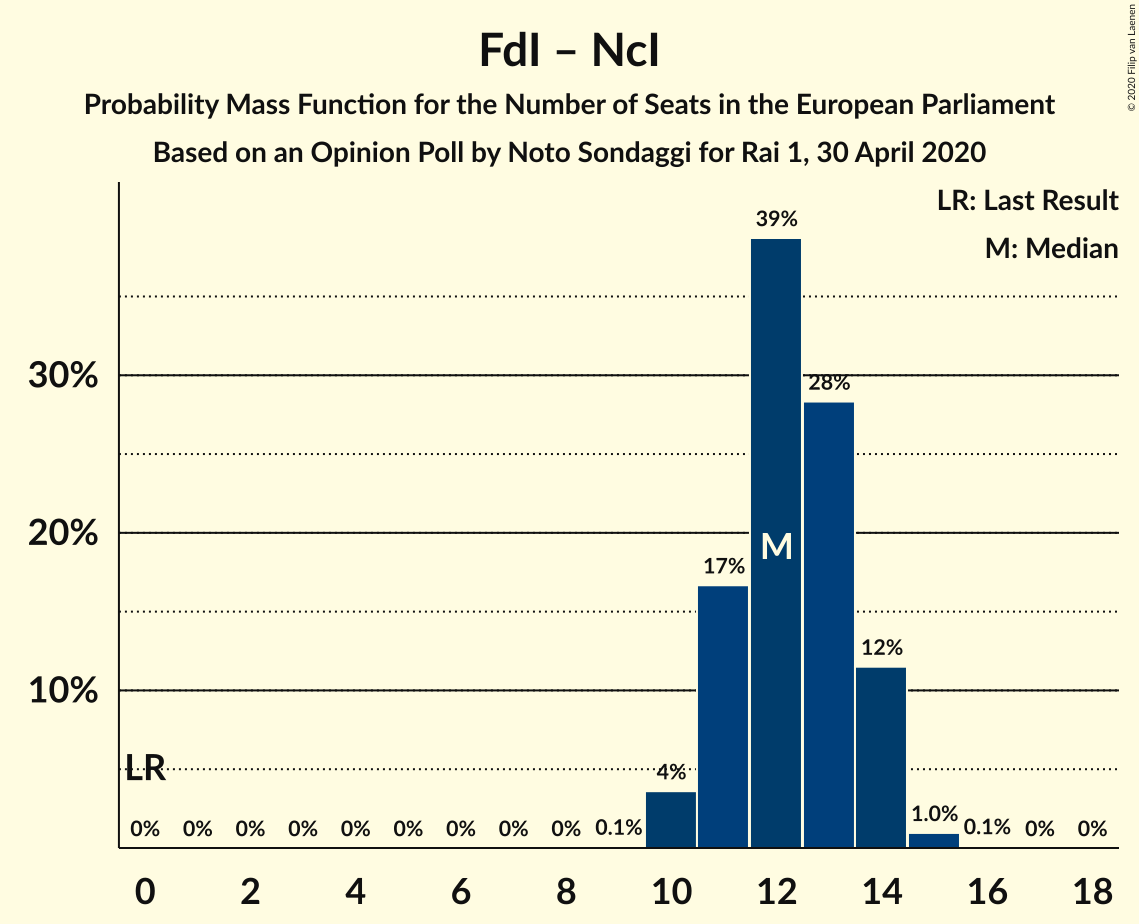 FdI – NcI
Probability Mass Function for the Number of Seats in the European Parliament
Based on an Opinion Poll by Noto Sondaggi for Rai 1, 30 April 2020
© 2020 Filip van Laenen
LR: Last Result
M: Median
39%
30%
28%
20%
M
17%
12%
10%
LR
4%
0% 0% 0% 0% 0% 0% 0% 0% 0% 0.1% 1.0% 0.1% 0% 0%
0 2 4 6 8 10 12 14 16 18